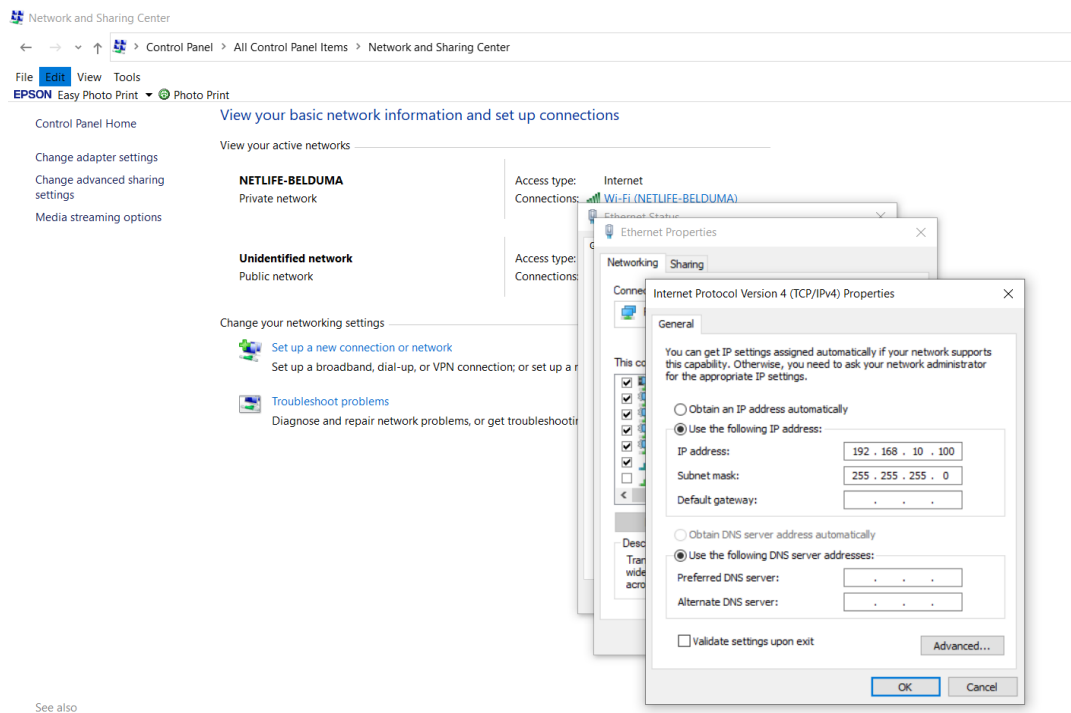 Network and Sharing Center
Control Panel > All Control Panel Items > Network and Sharing Center
File Edit View Tools
EPSON Easy Photo Print Photo Print
Control Panel Home
Change adapter settings
Change advanced sharing
settings
Media streaming options
See also
View your basic network information and set up connections
View your active networks
NETLIFE-BELDUMA
Private network
Access type: Internet
Connections: Wi-Fi (NETLIFE-BELDUMA)
Unidentified network
Public network
Access type:
Connections:
Change your networking settings
Set up a new connection or network
Set up a broadband, dial-up, or VPN connection; or set up a
Troubleshoot problems
Diagnose and repair network problems, or get troubleshootin
Ethernet Status
Ethernet Properties
Networking Sharing
Connec
This co
Desc
Tran
wide
acro
Internet Protocol Version 4 (TCP/IPv4) Properties
General
You can get IP settings assigned automatically if your network supports
this capability. Otherwise, you need to ask your network administrator
for the appropriate IP settings.
Obtain an IP address automatically
Use the following IP address:
IP address: 192 . 168 . 10 . 100
Subnet mask: 255 . 255 . 255 . 0
Default gateway: . . .
Obtain DNS server address automatically
Use the following DNS server addresses:
Preferred DNS server: . . .
Alternate DNS server: . . .
Validate settings upon exit
Advanced...
OK Cancel